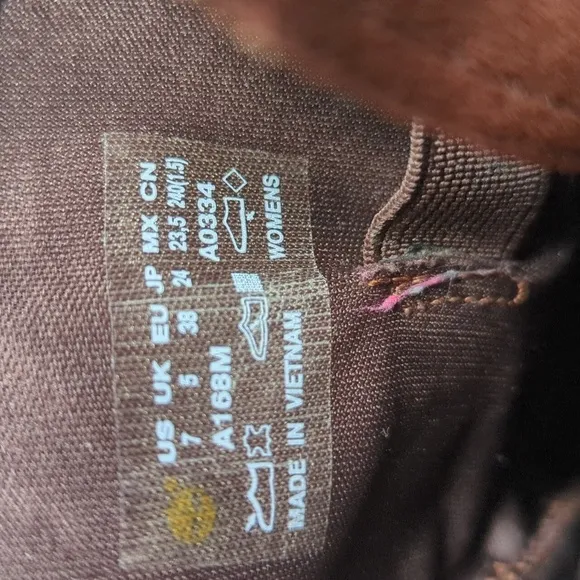 US UK EU JP MX CN
7 5 38 24 23.5 240(1.5)
A168M A0334
MADE IN VIETNAM WOMENS